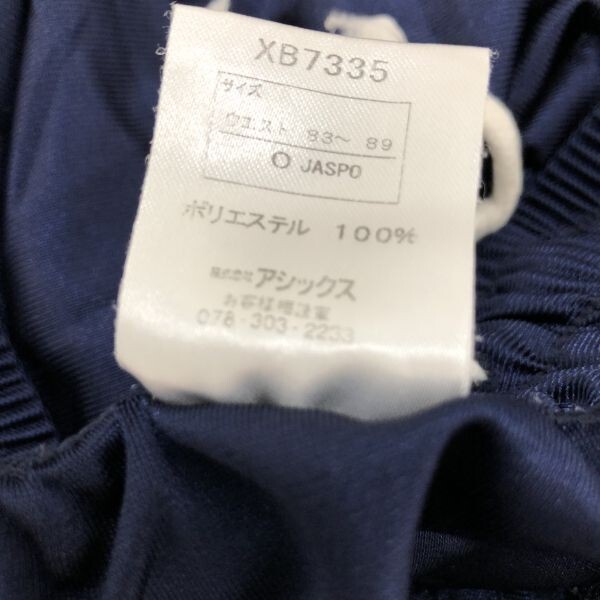 XB7335
サイズ
ウエスト 83～ 89
O JASPO
ポリエステル 100%
株式会社アシックス
お客様相談室
078-303-2233